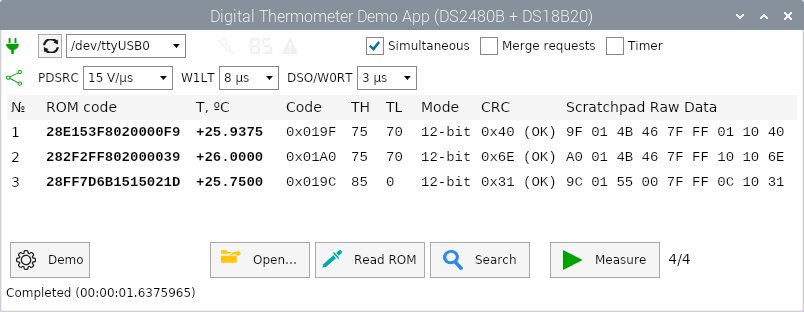 Digital Thermometer Demo App (DS2480B + DS18B20)
/dev/ttyUSB0 85 Simultaneous Merge requests Timer
PDSRC 15 V/µs W1LT 8 µs DSO/W0RT 3 µs
№ ROM code T, ºC Code TH TL Mode CRC Scratchpad Raw Data
1 28E153F8020000F9 +25.9375 0x019F 75 70 12-bit 0x40 (OK) 9F 01 4B 46 7F FF 01 10 40
2 282F2FF802000039 +26.0000 0x01A0 75 70 12-bit 0x6E (OK) A0 01 4B 46 7F FF 10 10 6E
3 28FF7D6B1515021D +25.7500 0x019C 85 0 12-bit 0x31 (OK) 9C 01 55 00 7F FF 0C 10 31
Demo Open... Read ROM Search Measure 4/4
Completed (00:00:01.6375965)